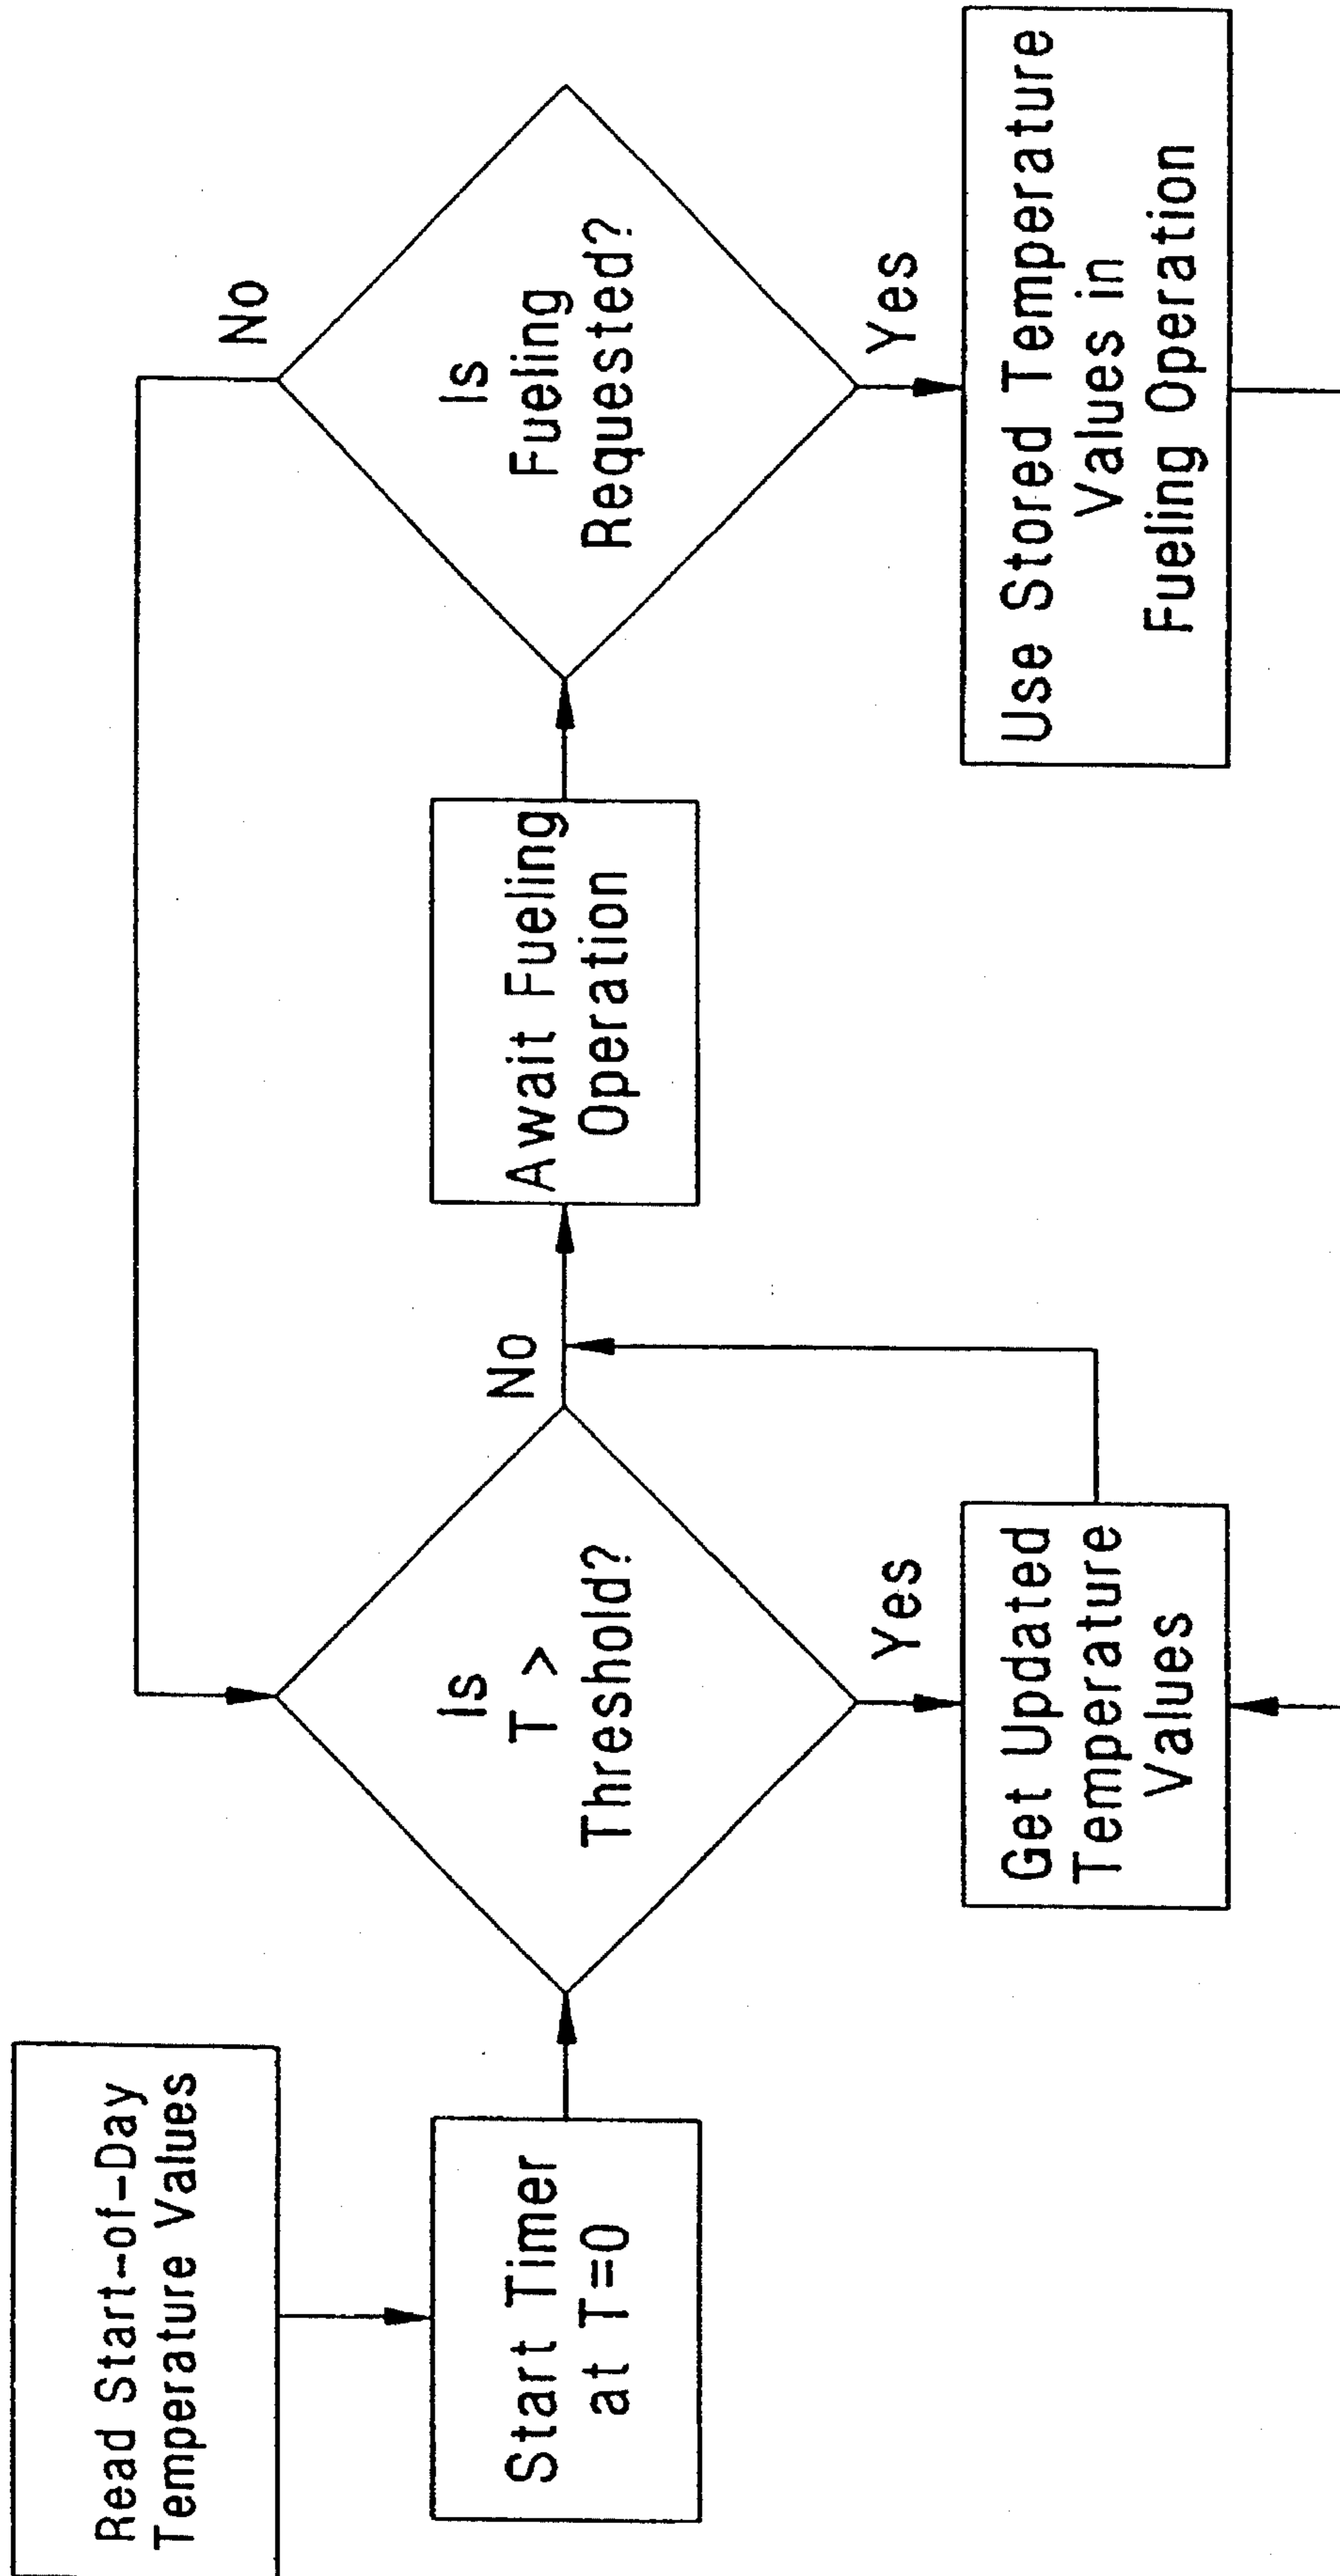 Read Start-of-Day
Temperature Values
Start Timer
at T=0
Is
T >
Threshold?
No
Yes
Get Updated
Temperature
Values
Await Fueling
Operation
Is
Fueling
Requested?
No
Yes
Use Stored Temperature
Values in
Fueling Operation